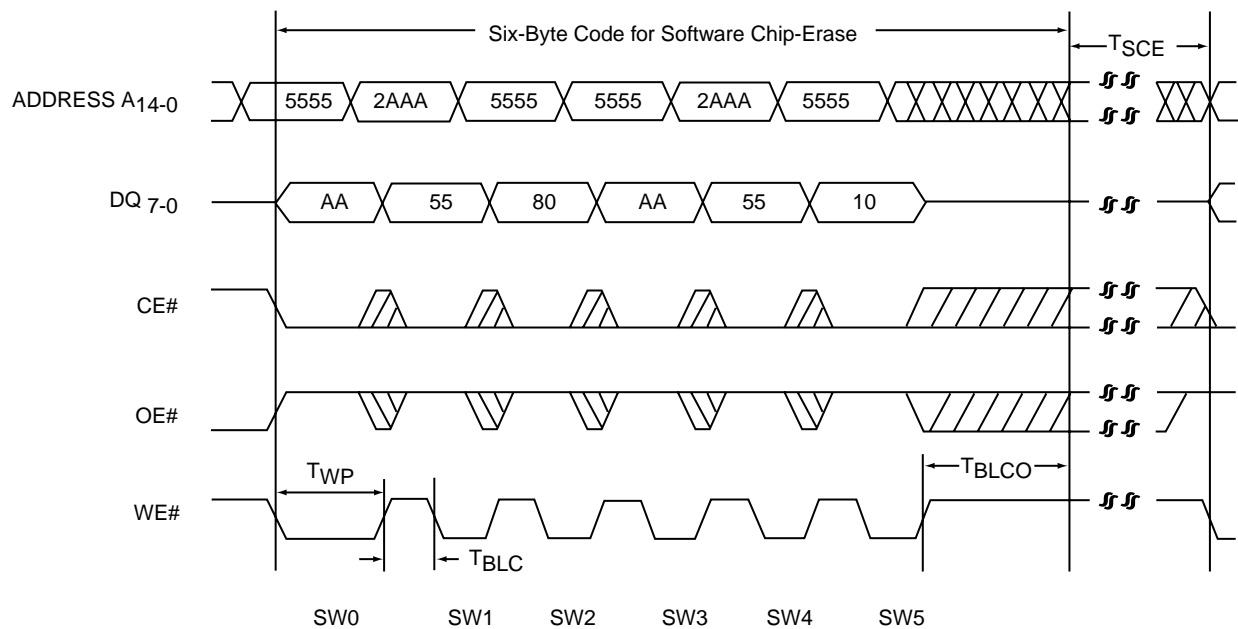 Six-Byte Code for Software Chip-Erase
TSCE
ADDRESS A14-0
5555 2AAA 5555 5555 2AAA 5555
DQ 7-0
AA 55 80 AA 55 10
CE#
OE#
TWP
TBLCO
WE#
TBLC
SW0 SW1 SW2 SW3 SW4 SW5